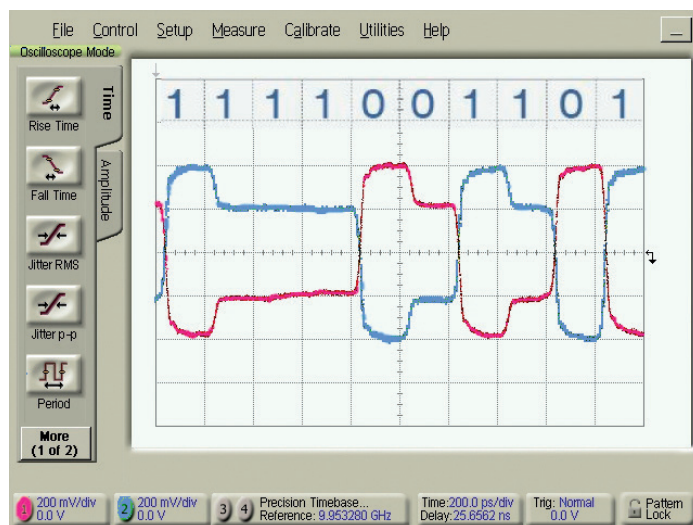 File Control Setup Measure Calibrate Utilities Help
Oscilloscope Mode
Time
Amplitude
Rise Time
Fall Time
Jitter RMS
Jitter p-p
Period
More
(1 of 2)
1 1 1 1 0 0 1 1 0 1
1 200 mV/div
0.0 V
2 200 mV/div
0.0 V
3 4
Precision Timebase...
Reference: 9.953280 GHz
Time:200.0 ps/div
Delay:25.6562 ns
Trig: Normal
0.0 V
Pattern
Lock